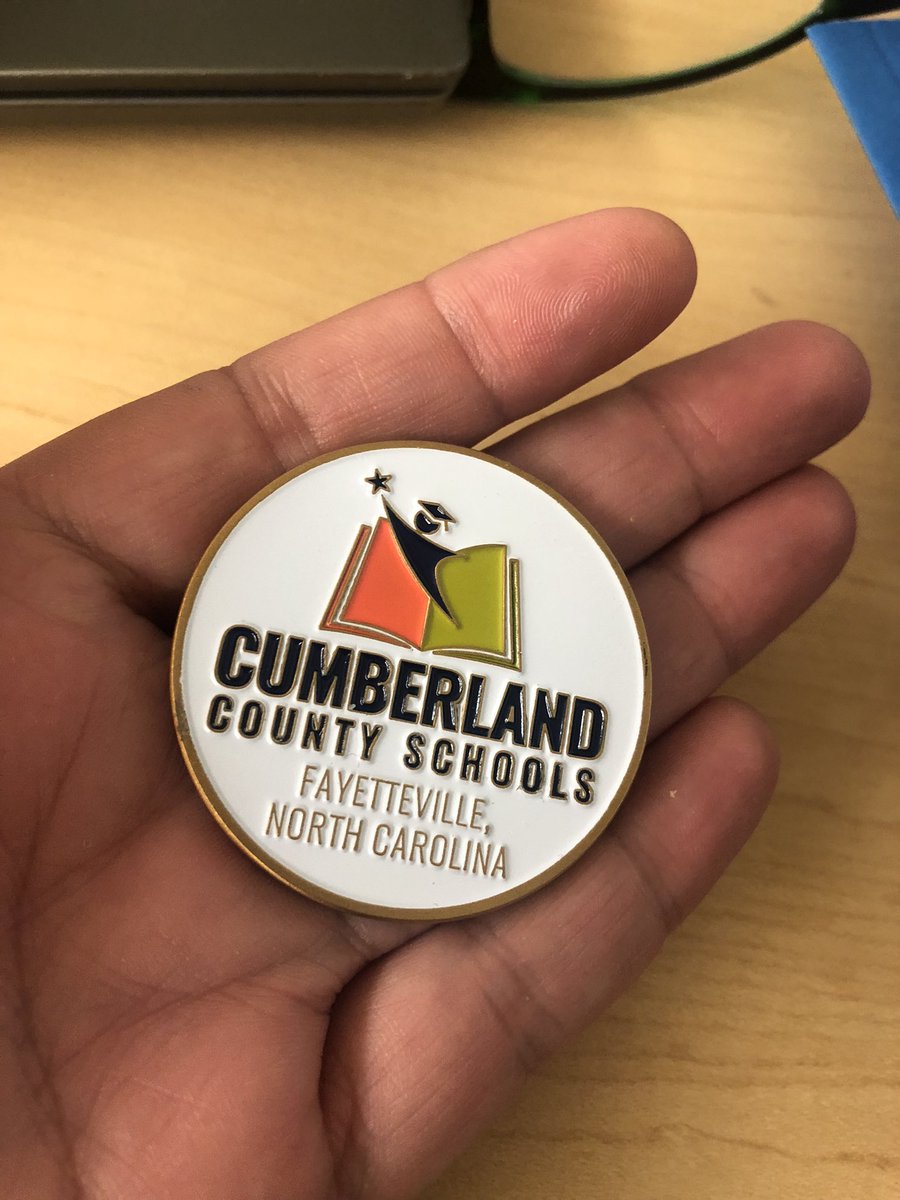 CUMBERLAND
COUNTY SCHOOLS
FAYETTEVILLE,
NORTH CAROLINA